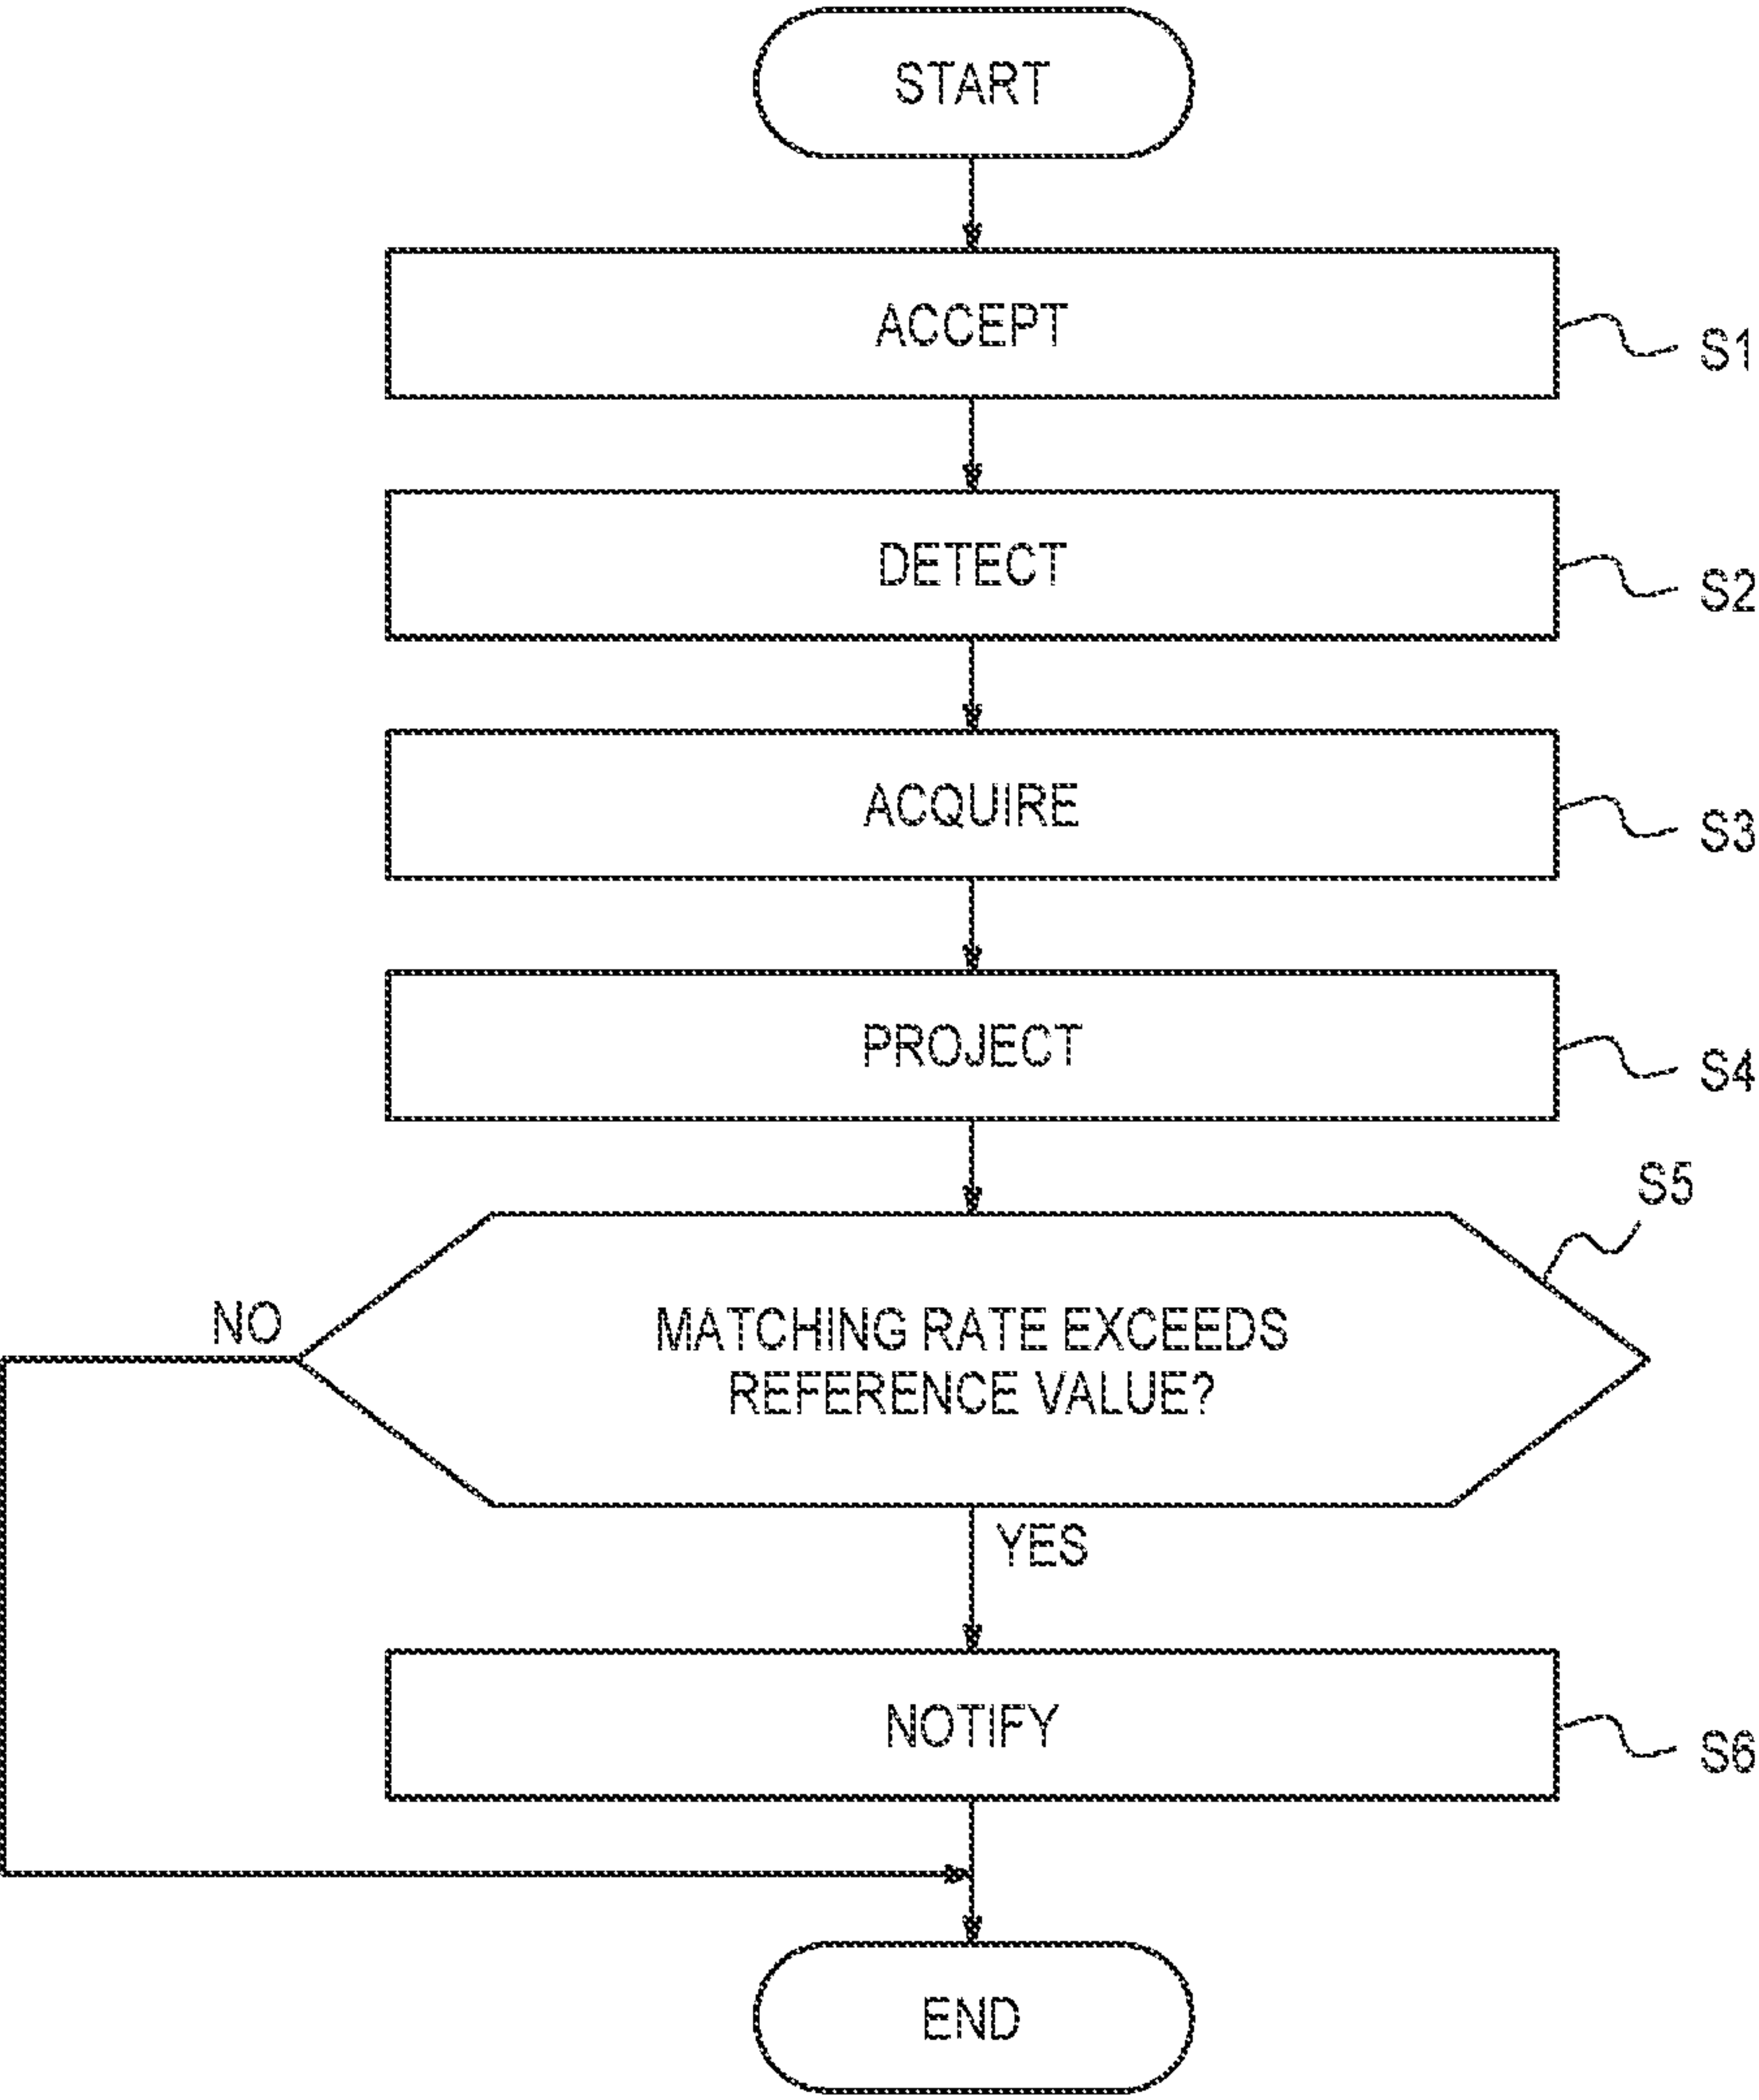 START
ACCEPT
S1
DETECT
S2
ACQUIRE
S3
PROJECT
S4
S5
NO
MATCHING RATE EXCEEDS
REFERENCE VALUE?
YES
NOTIFY
S6
END